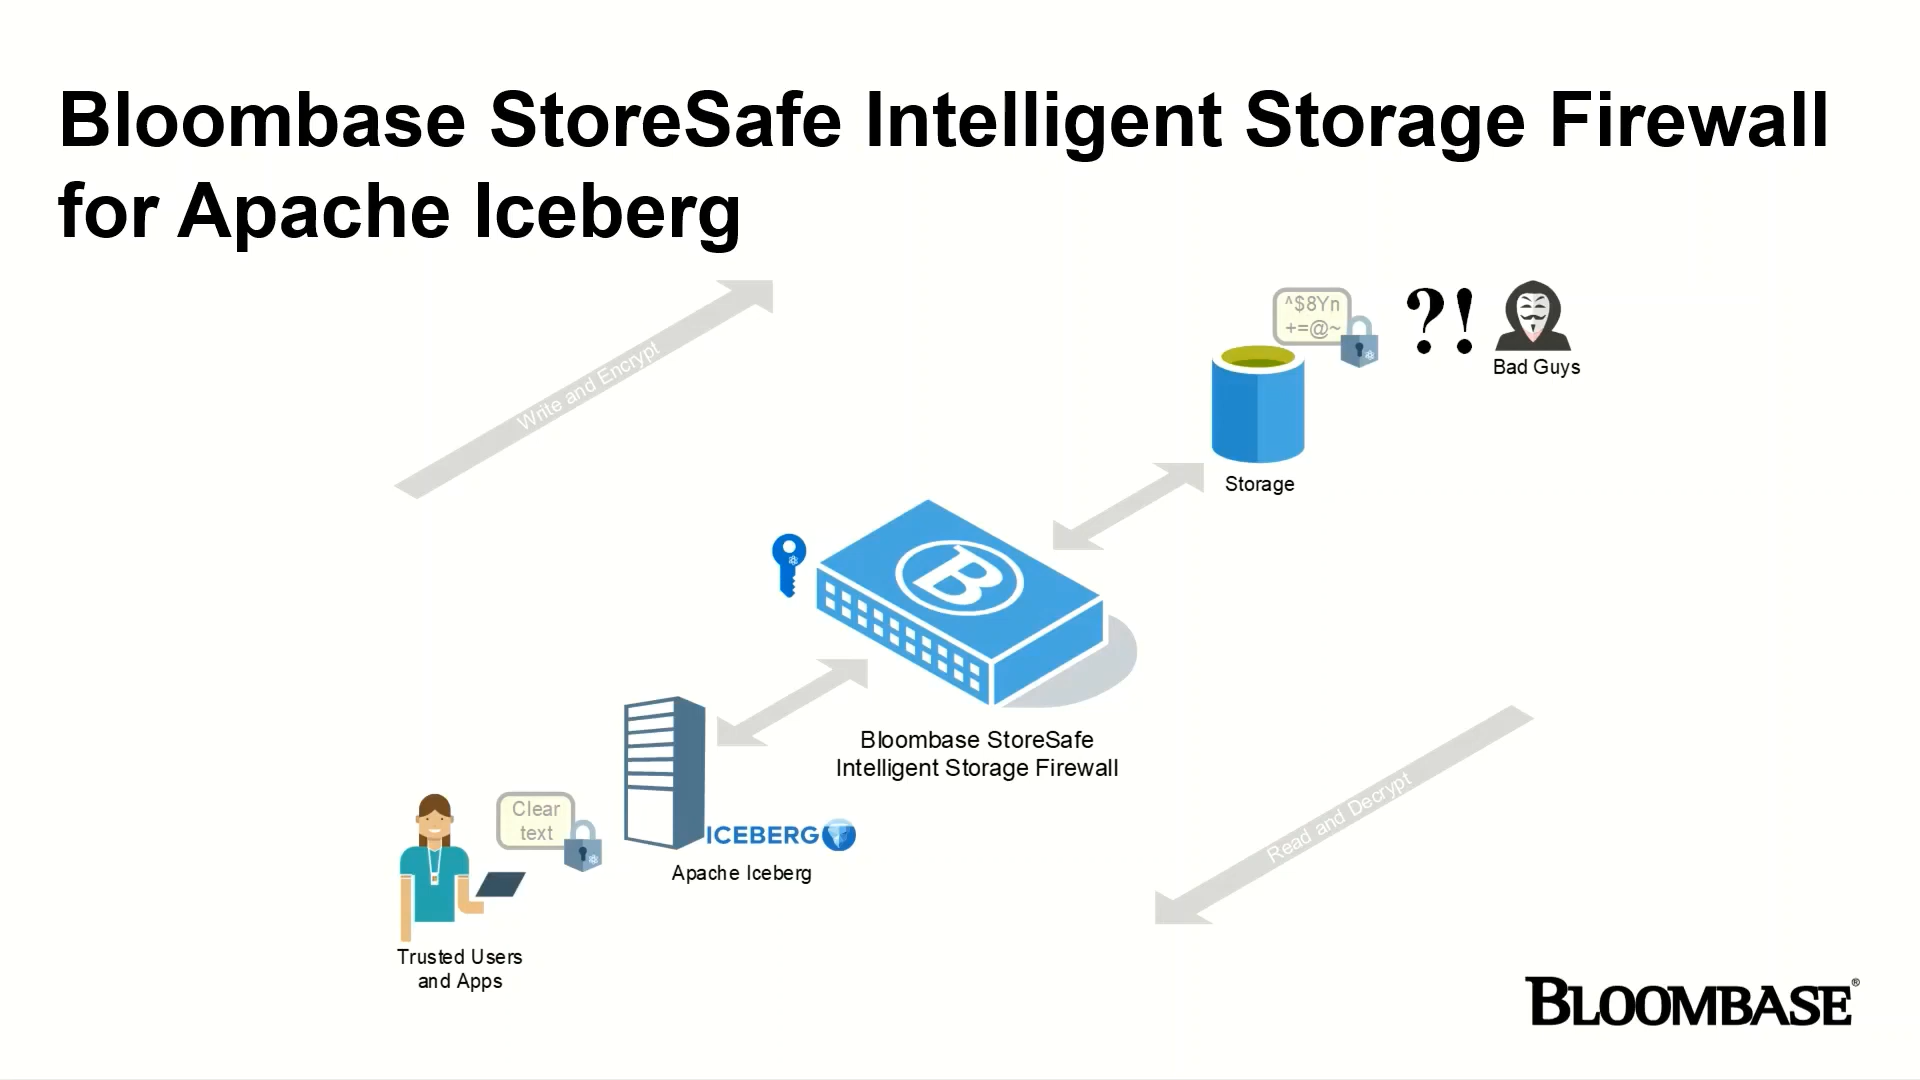 Bloombase StoreSafe Intelligent Storage Firewall
for Apache Iceberg
Write and Encrypt
^$8Yn
+=@~
?!
Bad Guys
Storage
B
Bloombase StoreSafe
Intelligent Storage Firewall
Clear
text
ICEBERG
Apache Iceberg
Trusted Users
and Apps
Read and Decrypt
BLOOMBASE®